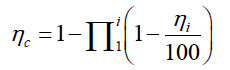 η_c = 1 − ∏_1^i (1 − η_i/100)